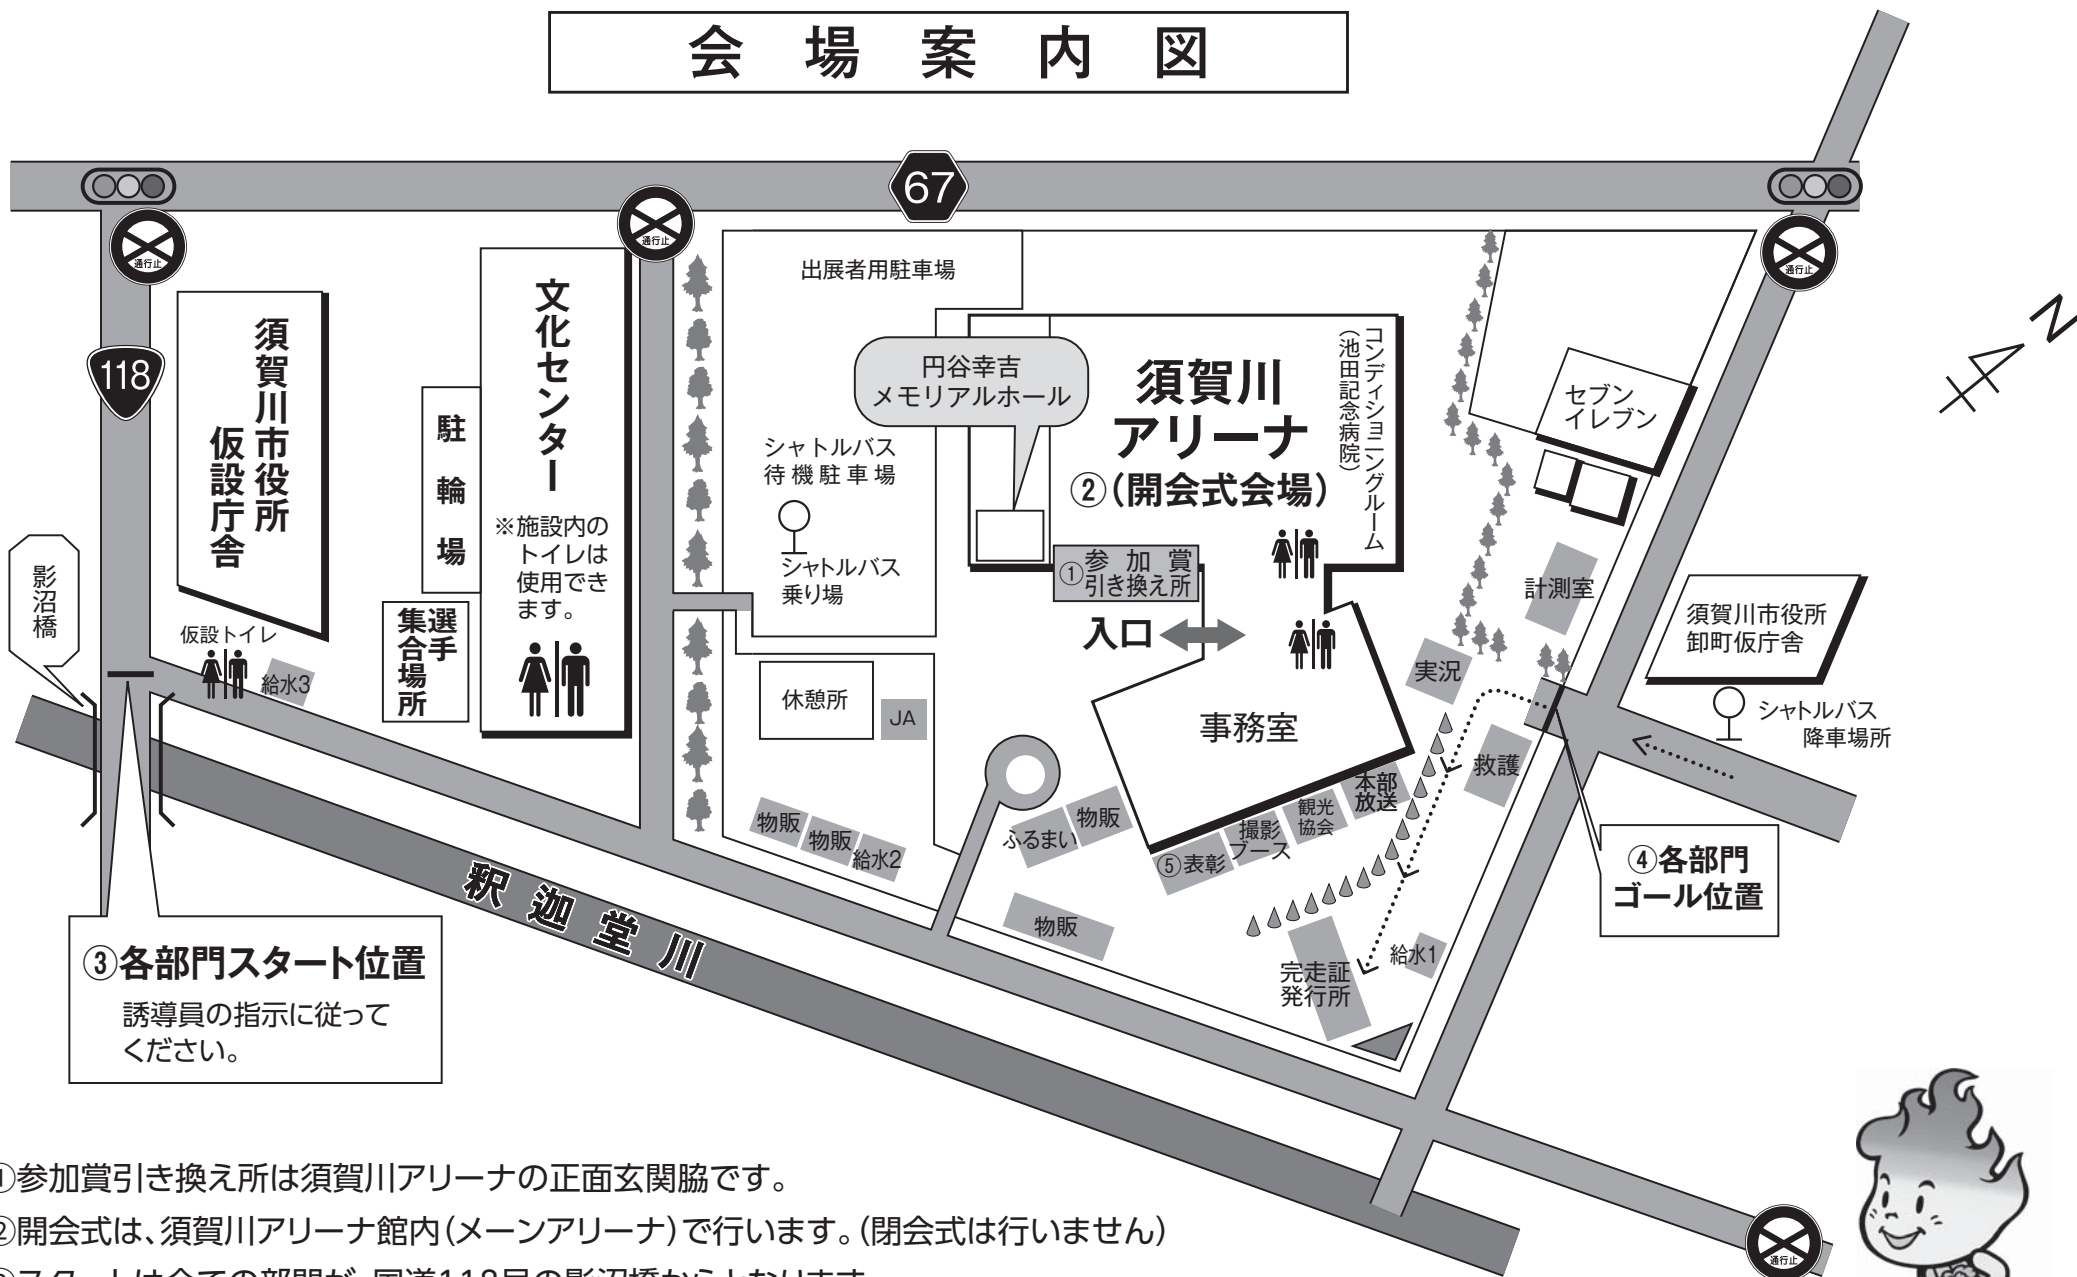 会場案内図
67
118
通行止
通行止
通行止
須賀川市役所
仮設庁舎
駐輪場
文化センター
※施設内の
トイレは
使用でき
ます。
選手
集合場所
影沼橋
仮設トイレ
給水3
出展者用駐車場
シャトルバス
待機駐車場
シャトルバス
乗り場
円谷幸吉
メモリアルホール
須賀川
アリーナ
②(開会式会場)
コンディショニングルーム
(池田記念病院)
①参加賞
引き換え所
入口
事務室
休憩所
JA
セブン
イレブン
N
計測室
実況
須賀川市役所
卸町仮庁舎
シャトルバス
降車場所
救護
本部
放送
観光
協会
撮影
ブース
⑤表彰
物販
ふるまい
物販
物販
給水2
物販
完走証
発行所
給水1
④各部門
ゴール位置
釈迦堂川
③各部門スタート位置
誘導員の指示に従って
ください。
通行止
①参加賞引き換え所は須賀川アリーナの正面玄関脇です。
②開会式は、須賀川アリーナ館内(メーンアリーナ)で行います。(閉会式は行いません)